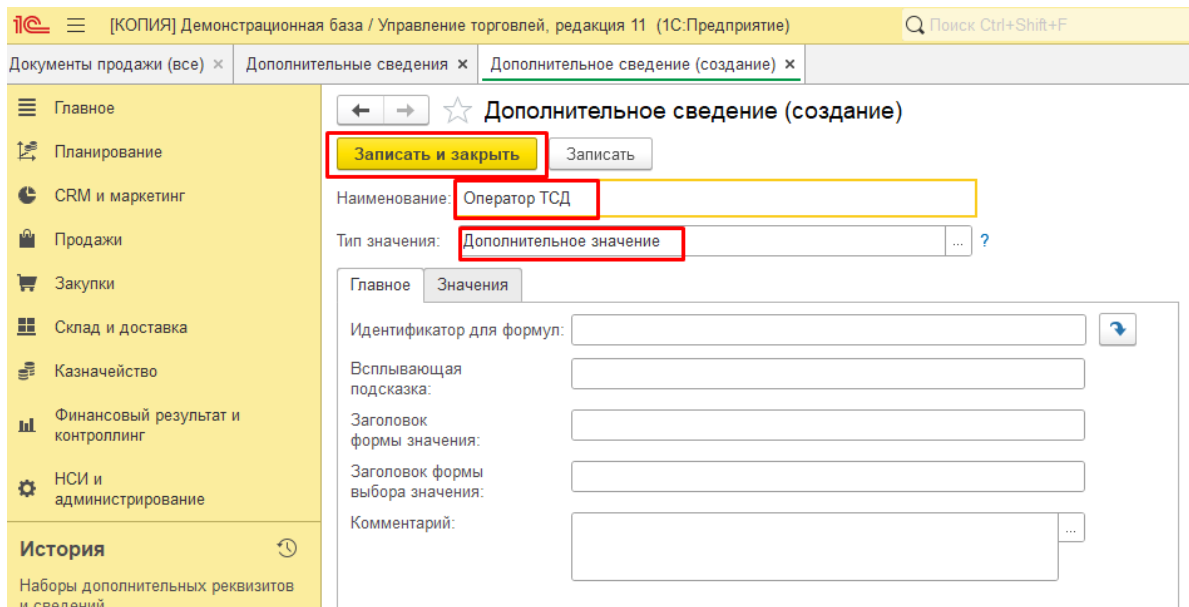 1С [КОПИЯ] Демонстрационная база / Управление торговлей, редакция 11 (1С:Предприятие) Поиск Ctrl+Shift+F
Документы продажи (все) × Дополнительные сведения × Дополнительное сведение (создание) ×
Главное
Планирование
CRM и маркетинг
Продажи
Закупки
Склад и доставка
Казначейство
Финансовый результат и
контроллинг
НСИ и
администрирование
История
Наборы дополнительных реквизитов
и сведений
Дополнительное сведение (создание)
Записать и закрыть Записать
Наименование: Оператор ТСД
Тип значения: Дополнительное значение ... ?
Главное Значения
Идентификатор для формул:
Всплывающая
подсказка:
Заголовок
формы значения:
Заголовок формы
выбора значения:
Комментарий: ...